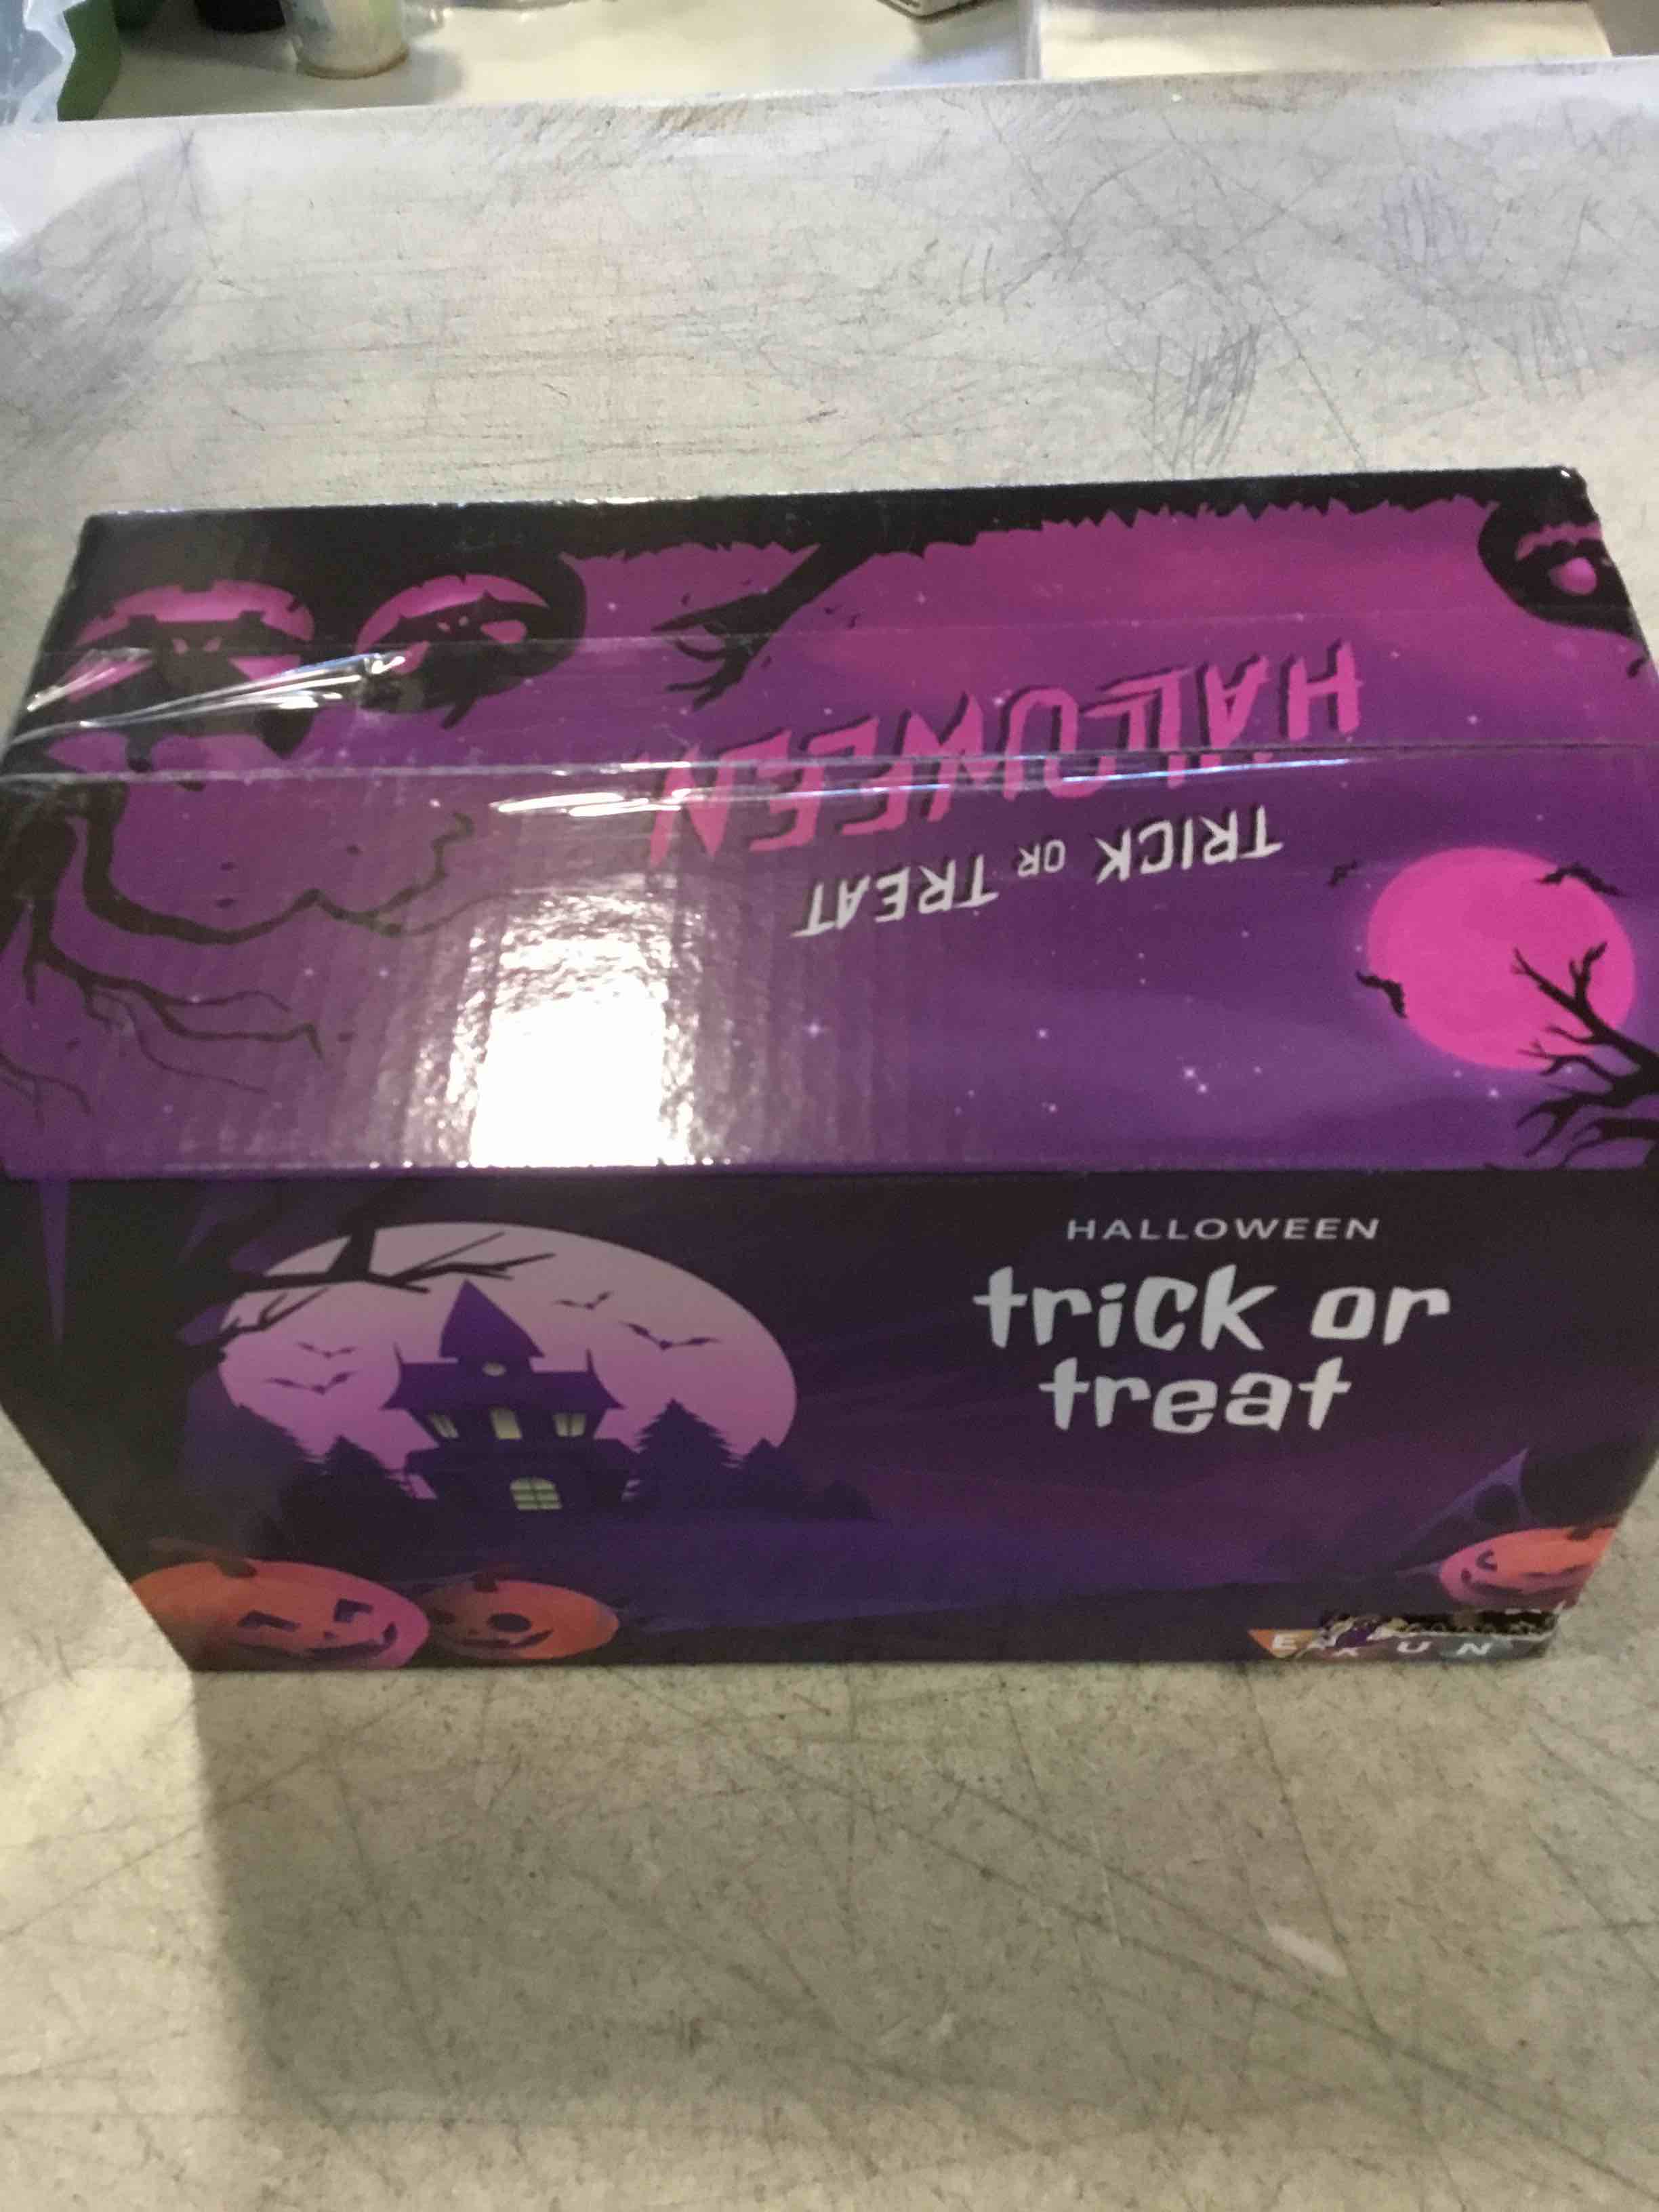 HALLOWEEN
TRICK OR TREAT
HALLOWEEN
trick or
treat